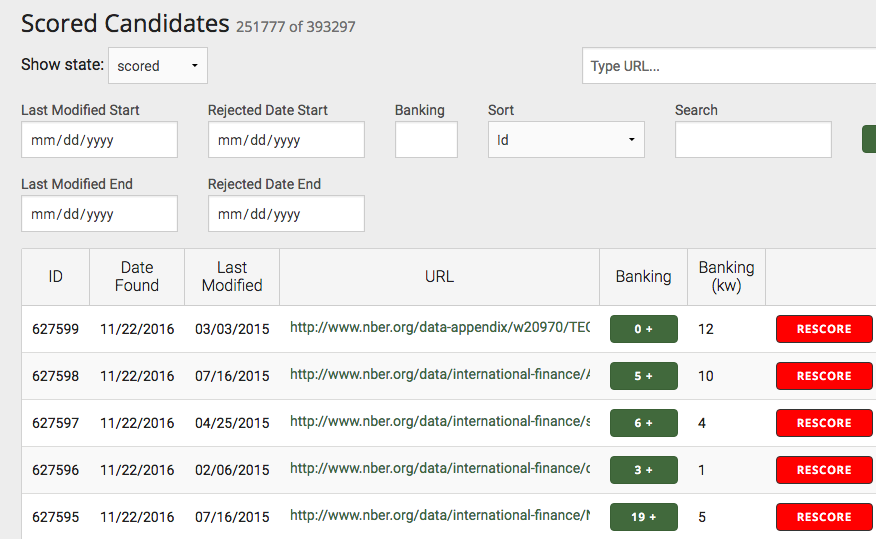 Scored Candidates 251777 of 393297
Show state: scored Type URL...
Last Modified Start Rejected Date Start Banking Sort Search
mm/dd/yyyy mm/dd/yyyy Id
Last Modified End Rejected Date End
mm/dd/yyyy mm/dd/yyyy
ID Date Found Last Modified URL Banking Banking (kw)
627599 11/22/2016 03/03/2015 http://www.nber.org/data-appendix/w20970/TEC 0 + 12 RESCORE
627598 11/22/2016 07/16/2015 http://www.nber.org/data/international-finance/ 5 + 10 RESCORE
627597 11/22/2016 04/25/2015 http://www.nber.org/data/international-finance/s 6 + 4 RESCORE
627596 11/22/2016 02/06/2015 http://www.nber.org/data/international-finance/ 3 + 1 RESCORE
627595 11/22/2016 07/16/2015 http://www.nber.org/data/international-finance/ 19 + 5 RESCORE